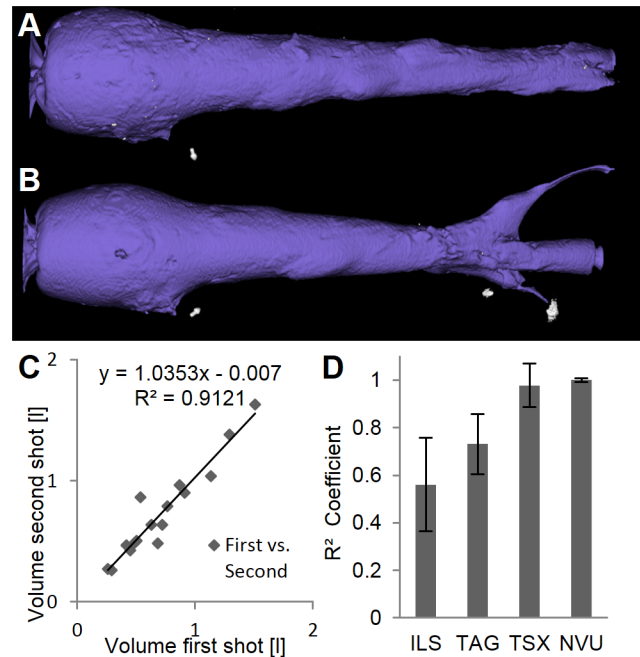 A
B
C
2
y = 1.0353x - 0.007
R² = 0.9121
Volume second shot [l]
1
First vs.
Second
0
0
1
2
Volume first shot [l]
D
R² Coefficient
1
0.8
0.6
0.4
0.2
0
ILS TAG TSX NVU